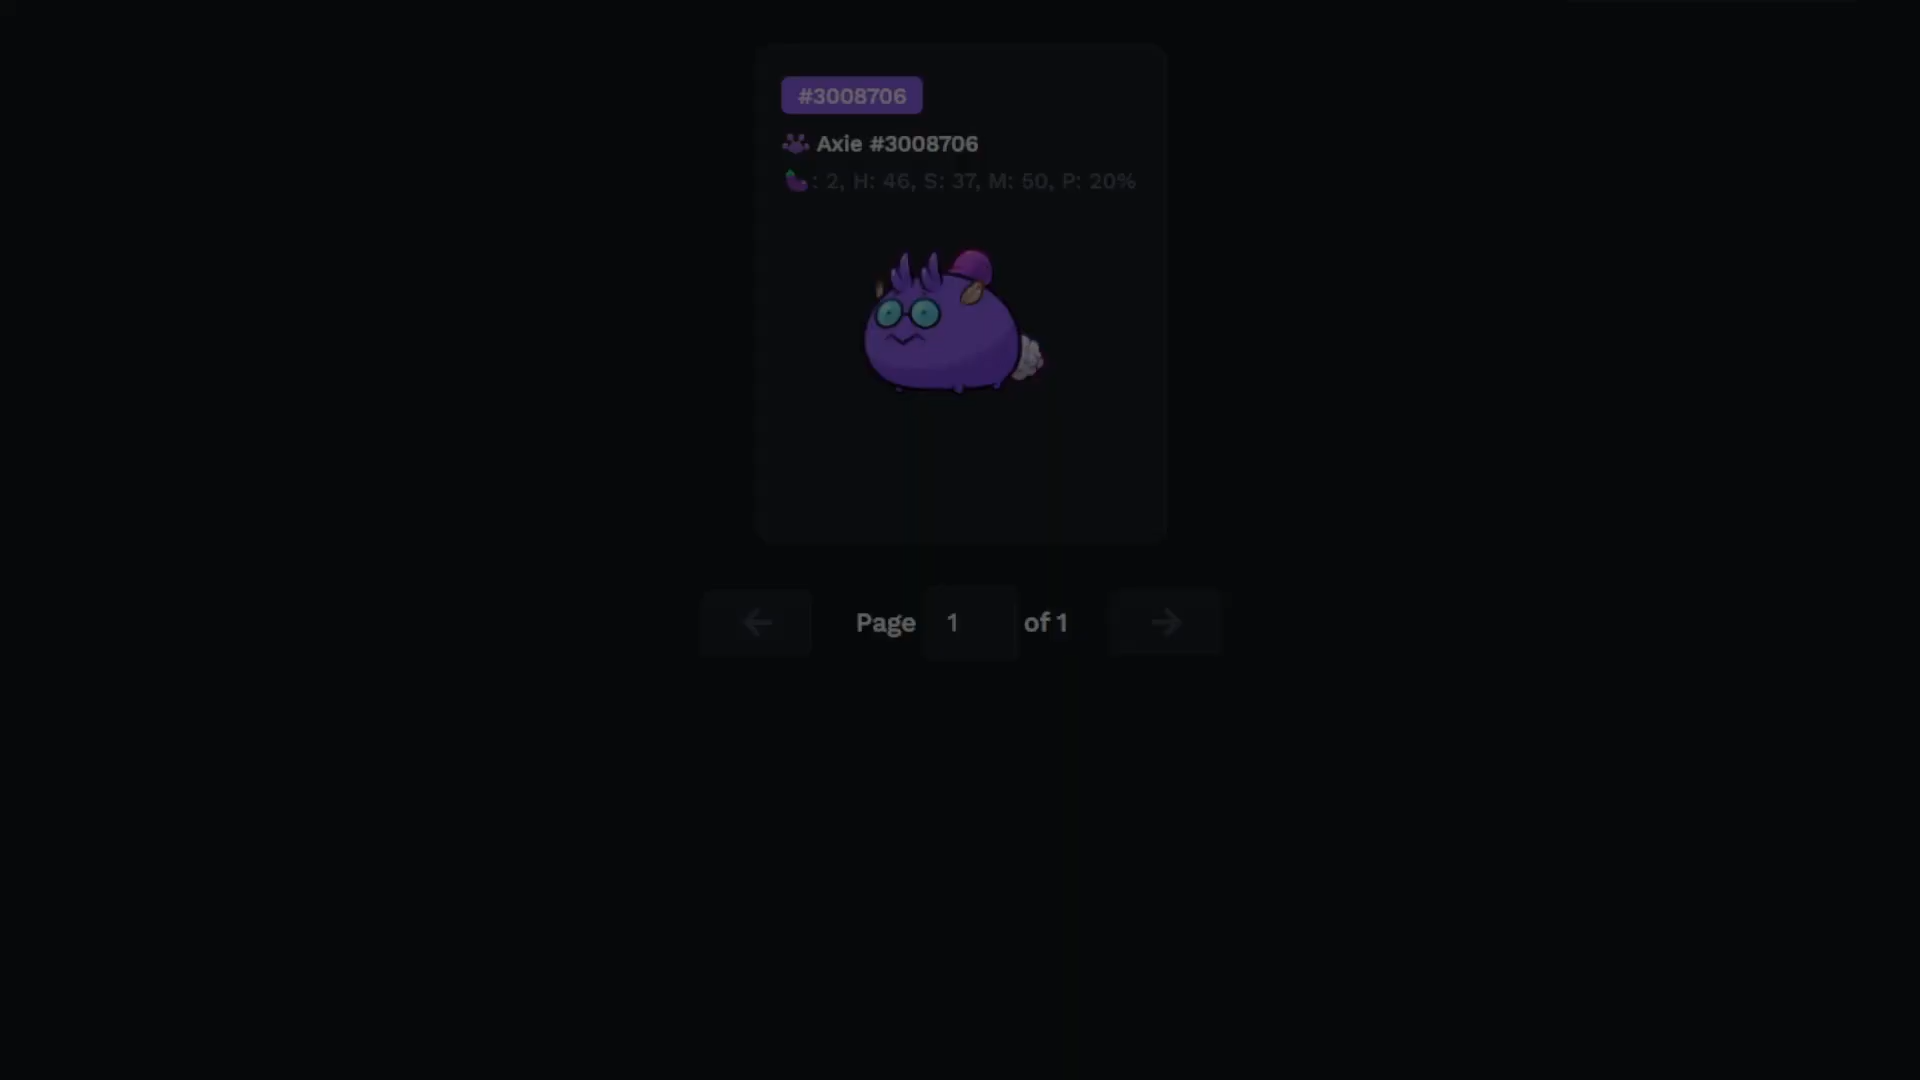 #3008706
Axie #3008706
: 2, H: 46, S: 37, M: 50, P: 20%
Page 1 of 1